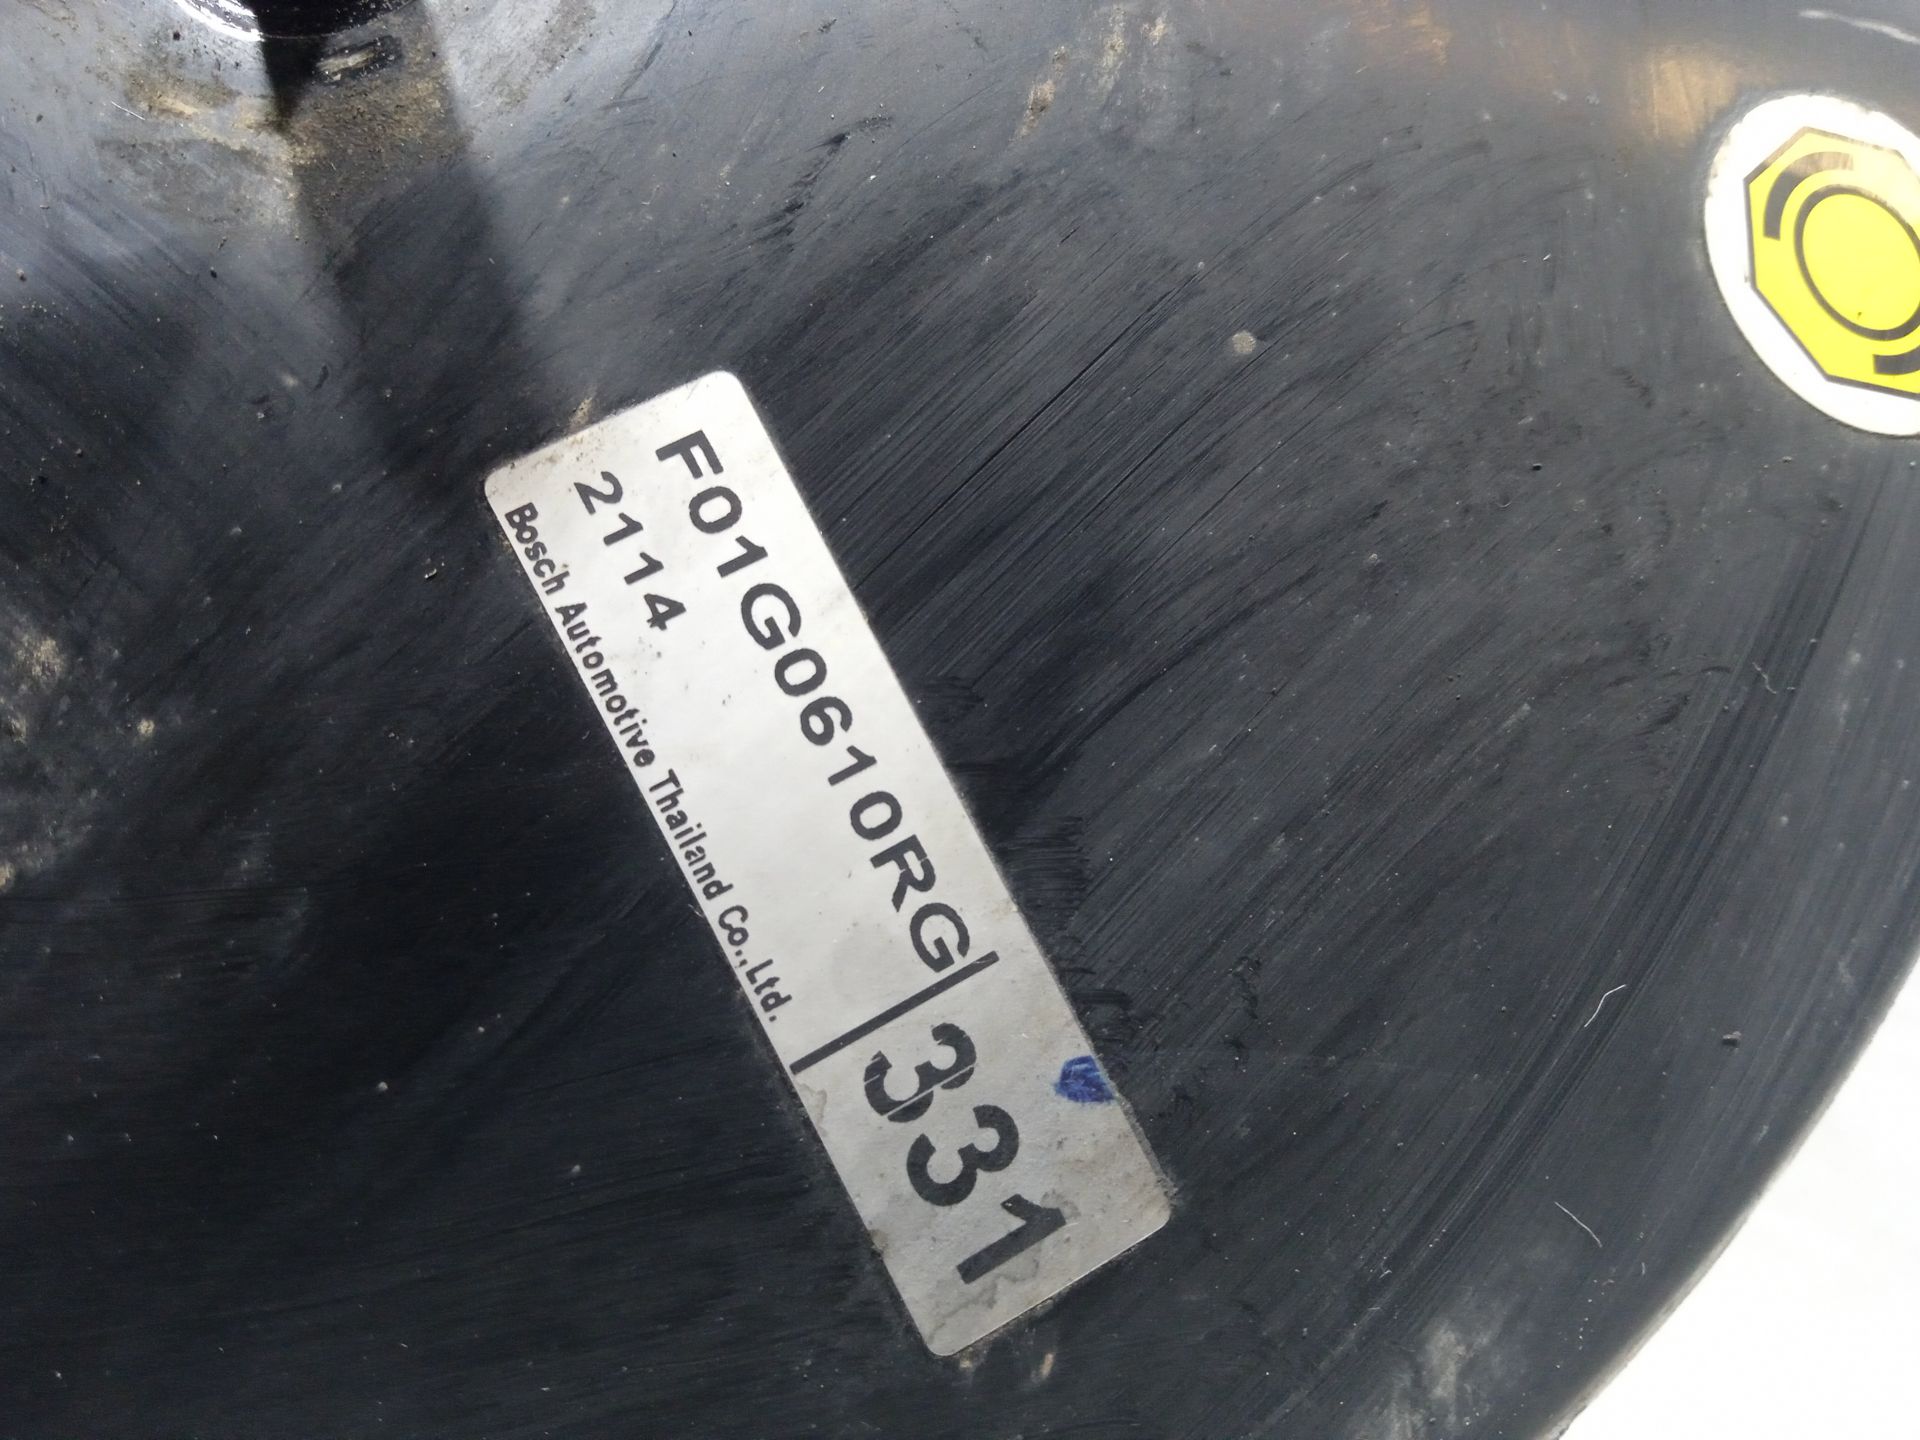 F01G0610RG
2114
Bosch Automotive Thailand Co.,Ltd.
331